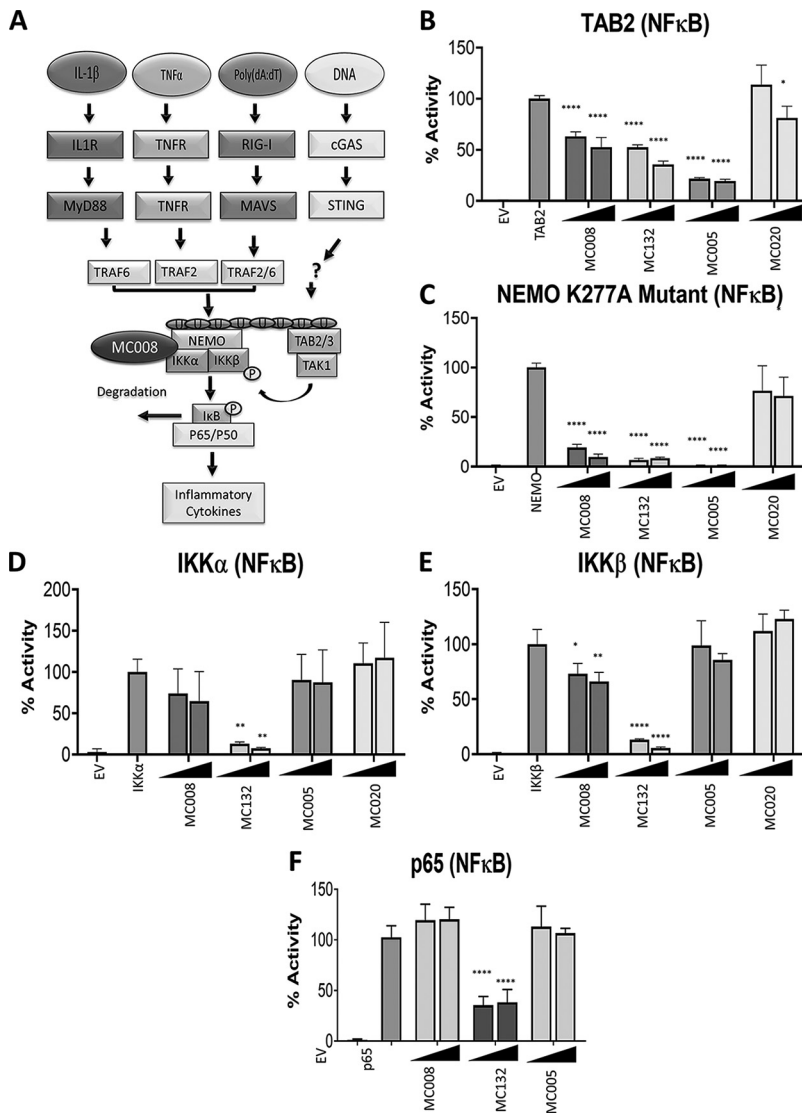 A
IL-1β TNFα Poly(dA:dT) DNA
IL1R TNFR RIG-I cGAS
MyD88 TNFR MAVS STING
TRAF6 TRAF2 TRAF2/6 ?
MC008 NEMO TAB2/3
IKKα IKKβ TAK1
P
Degradation
IκB P
P65/P50
Inflammatory
Cytokines
B
TAB2 (NFκB)
% Activity
150
100
50
0
**** **** **** **** **** **** *
EV TAB2 MC008 MC132 MC005 MC020
C
NEMO K277A Mutant (NFκB)
% Activity
150
100
50
0
**** **** **** **** **** ****
EV NEMO MC008 MC132 MC005 MC020
D
IKKα (NFκB)
% Activity
200
150
100
50
0
** **
EV IKKα MC008 MC132 MC005 MC020
E
IKKβ (NFκB)
% Activity
150
100
50
0
* ** **** ****
EV IKKβ MC008 MC132 MC005 MC020
F
p65 (NFκB)
% Activity
150
100
50
0
**** ****
EV p65 MC008 MC132 MC005